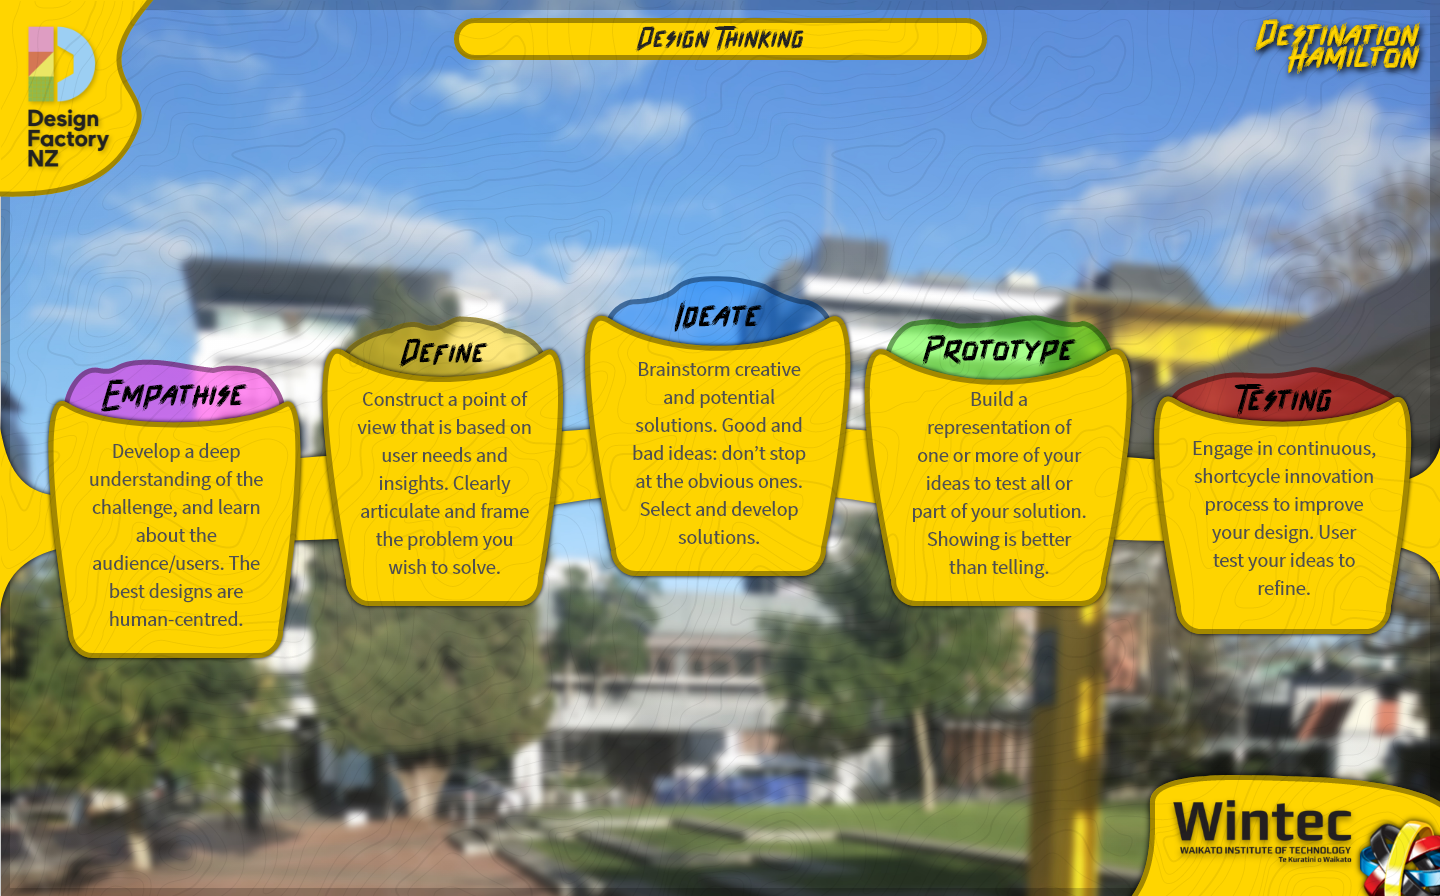 Design Thinking
Destination
Hamilton
Design
Factory
NZ
Empathise
Develop a deep
understanding of the
challenge, and learn
about the
audience/users. The
best designs are
human-centred.
Define
Construct a point of
view that is based on
user needs and
insights. Clearly
articulate and frame
the problem you
wish to solve.
Ideate
Brainstorm creative
and potential
solutions. Good and
bad ideas: don’t stop
at the obvious ones.
Select and develop
solutions.
Prototype
Build a
representation of
one or more of your
ideas to test all or
part of your solution.
Showing is better
than telling.
Testing
Engage in continuous,
shortcycle innovation
process to improve
your design. User
test your ideas to
refine.
Wintec
WAIKATO INSTITUTE OF TECHNOLOGY
Te Kuratini o Waikato